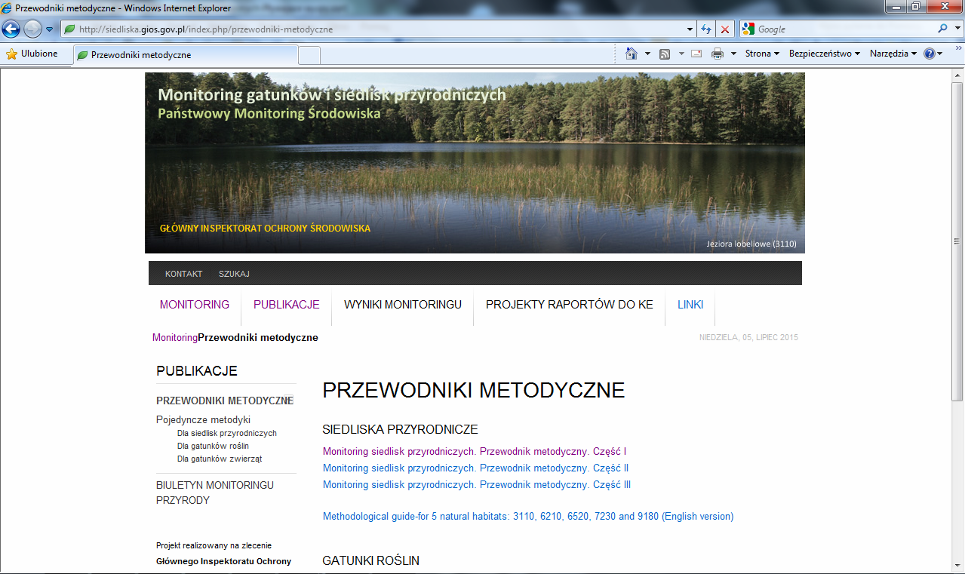 Przewodniki metodyczne - Windows Internet Explorer
http://siedliska.gios.gov.pl/index.php/przewodniki-metodyczne
Google
Ulubione
Przewodniki metodyczne
Strona
Bezpieczeństwo
Narzędzia
Monitoring gatunków i siedlisk przyrodniczych
Państwowy Monitoring Środowiska
GŁÓWNY INSPEKTORAT OCHRONY ŚRODOWISKA
Jeziora lobeliowe (3110)
KONTAKT SZUKAJ
MONITORING PUBLIKACJE WYNIKI MONITORINGU PROJEKTY RAPORTÓW DO KE LINKI
MonitoringPrzewodniki metodyczne
NIEDZIELA, 05, LIPIEC 2015
PUBLIKACJE
PRZEWODNIKI METODYCZNE
Pojedyncze metodyki
Dla siedlisk przyrodniczych
Dla gatunków roślin
Dla gatunków zwierząt
BIULETYN MONITORINGU
PRZYRODY
Projekt realizowany na zlecenie
Głównego Inspektoratu Ochrony
PRZEWODNIKI METODYCZNE
SIEDLISKA PRZYRODNICZE
Monitoring siedlisk przyrodniczych. Przewodnik metodyczny. Część I
Monitoring siedlisk przyrodniczych. Przewodnik metodyczny. Część II
Monitoring siedlisk przyrodniczych. Przewodnik metodyczny. Część III
Methodological guide-for 5 natural habitats: 3110, 6210, 6520, 7230 and 9180 (English version)
GATUNKI ROŚLIN